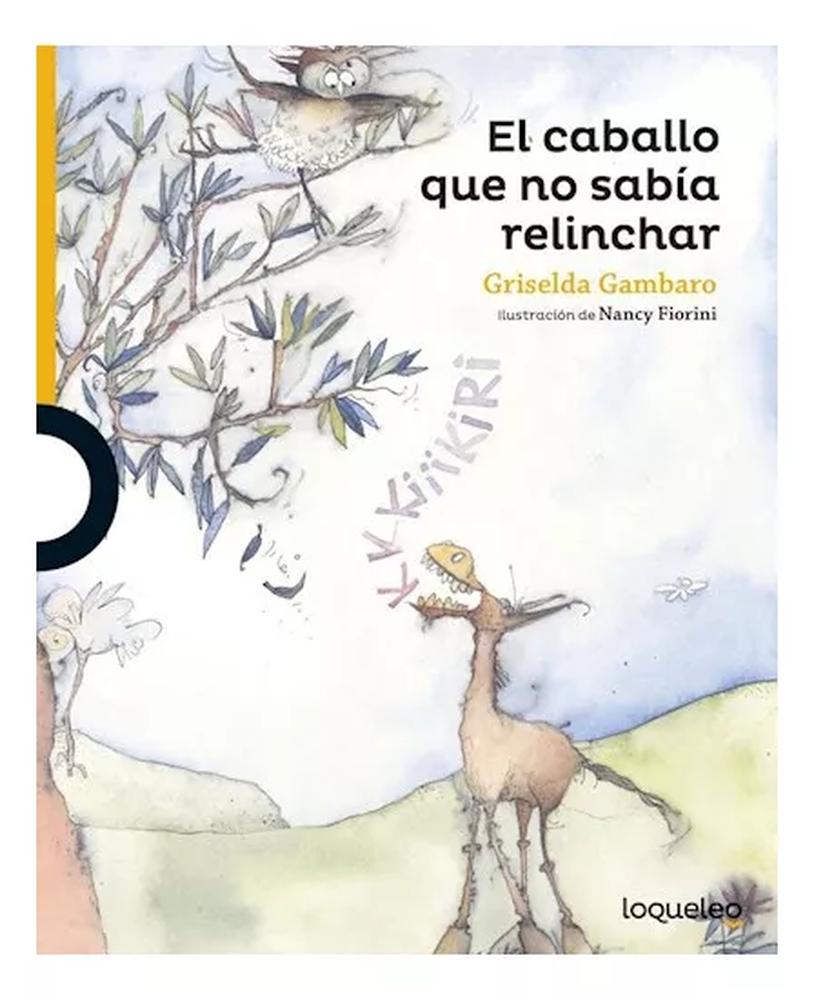 El caballo
que no sabía
relinchar
Griselda Gambaro
ilustración de Nancy Fiorini
KKKiiiKiRi
loqueleo